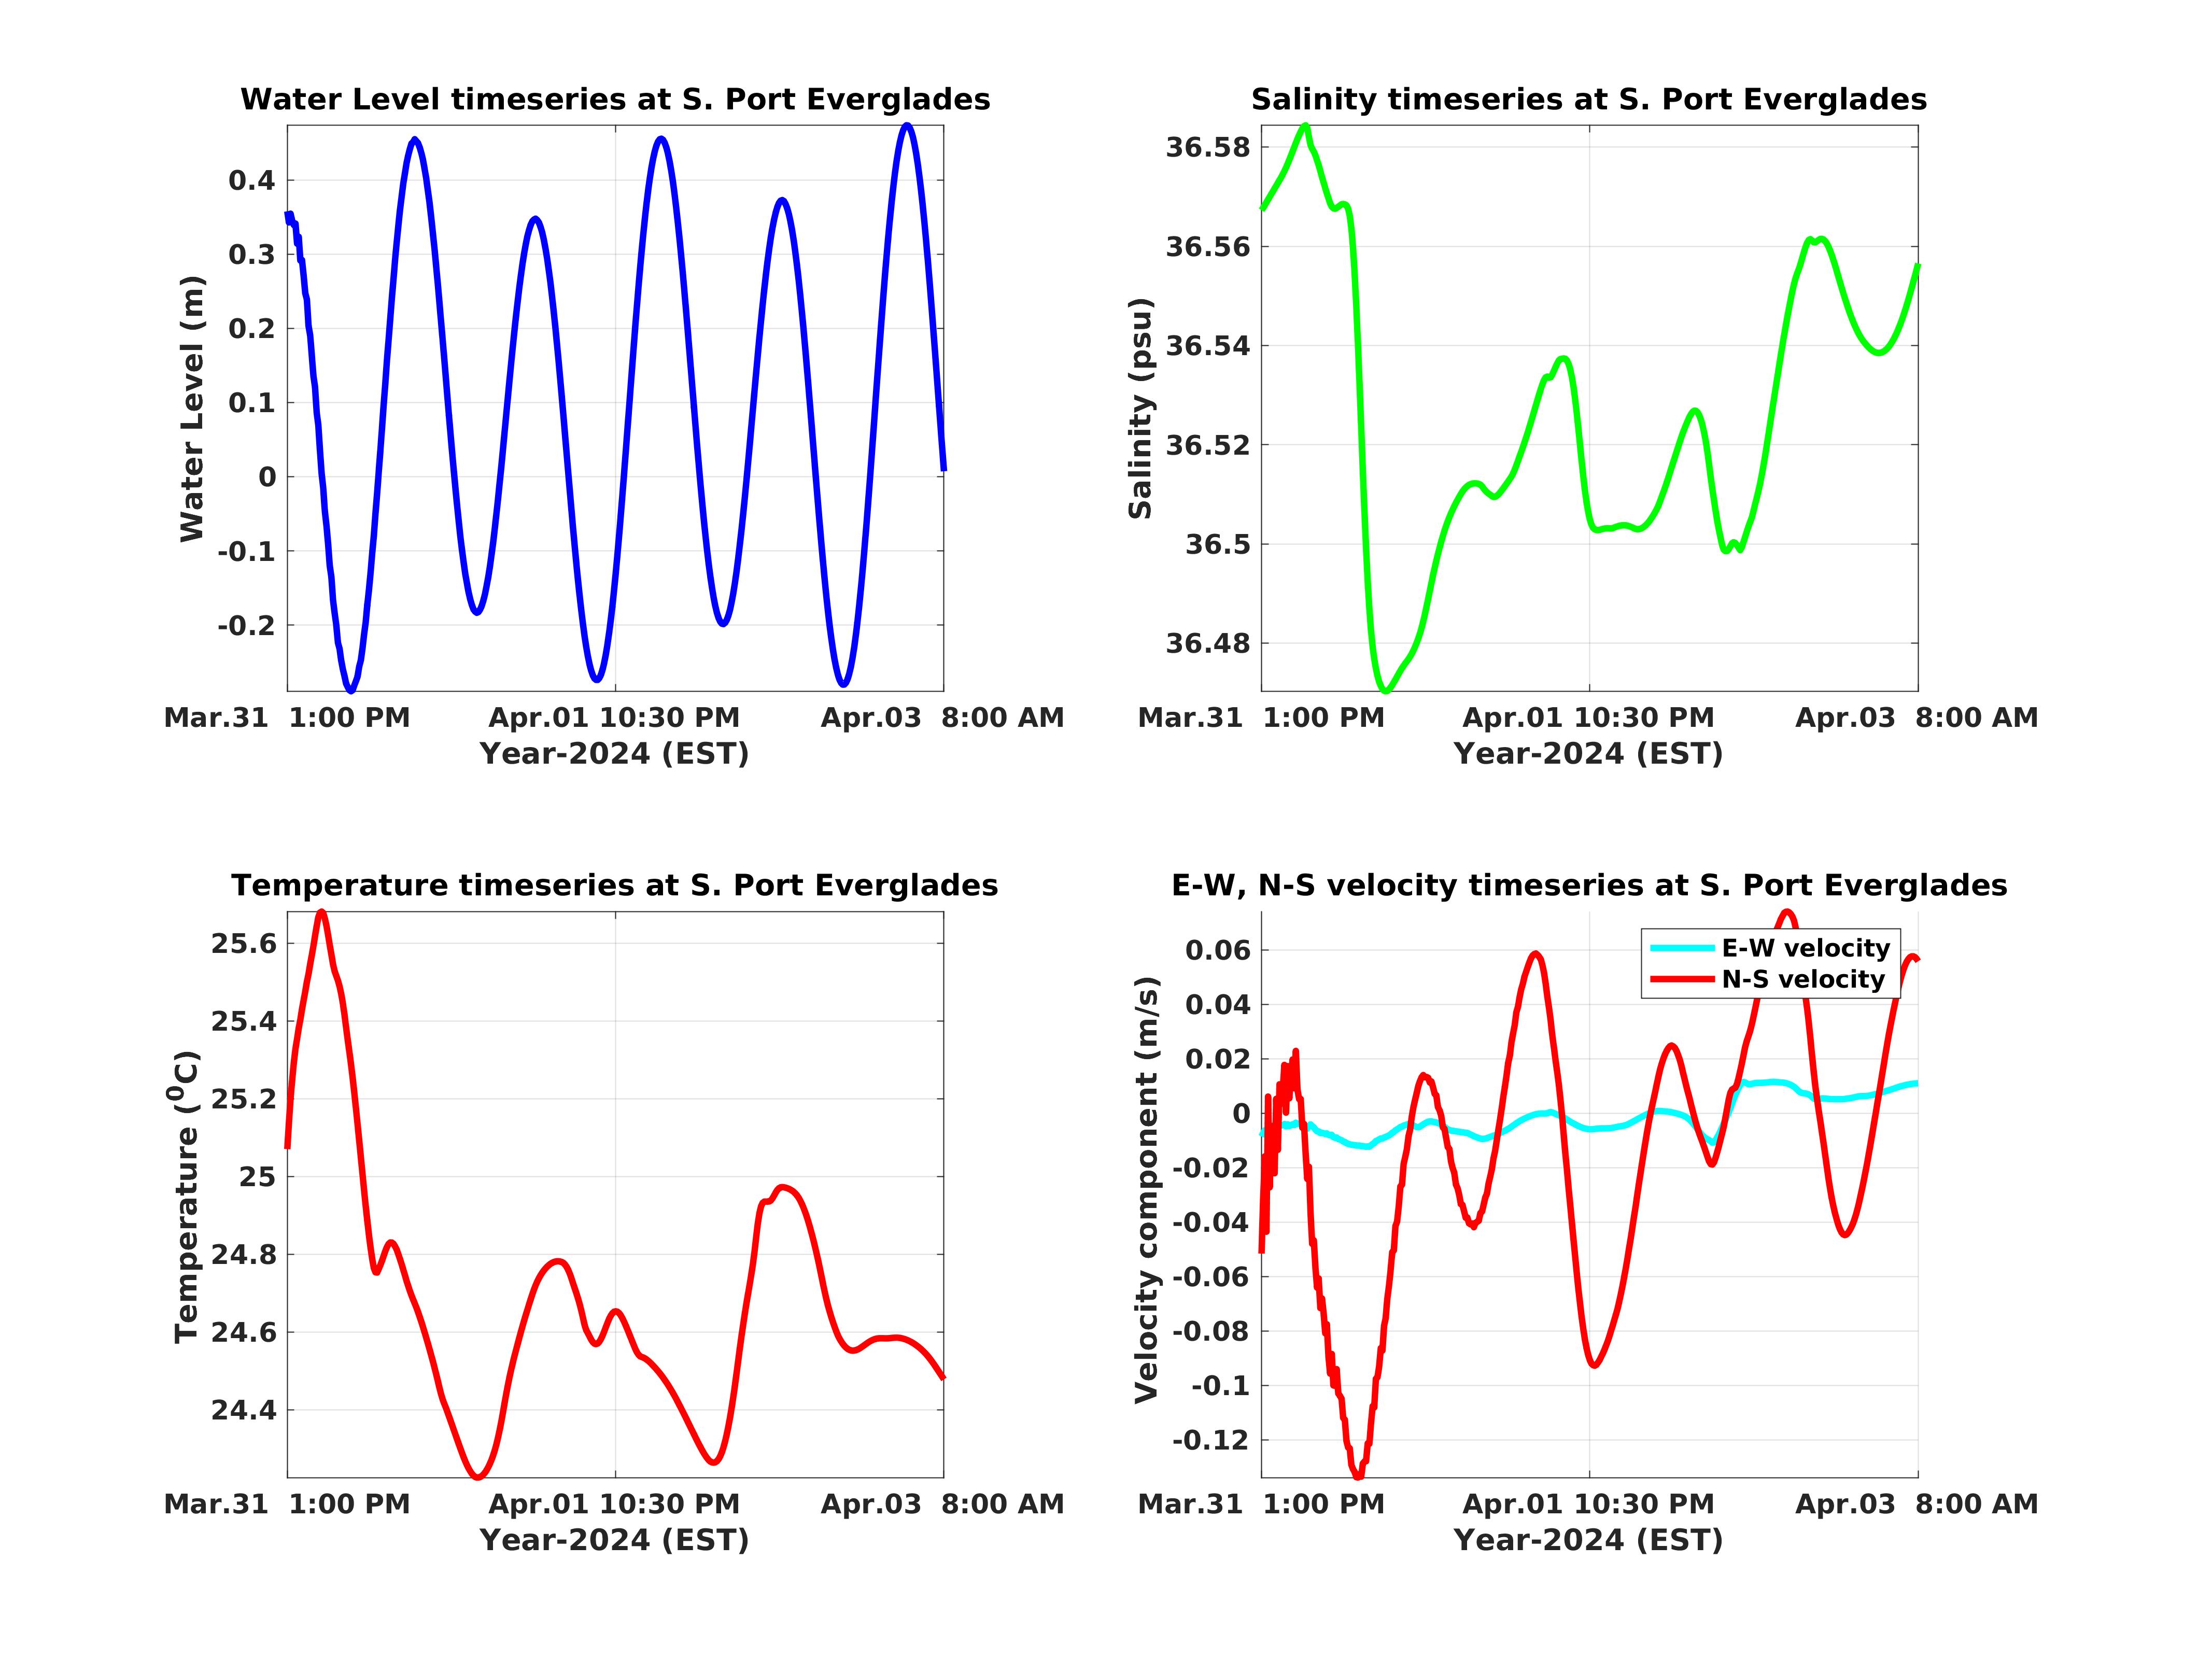 Water Level timeseries at S. Port Everglades
0.4
0.3
0.2
0.1
0
-0.1
-0.2
Water Level (m)
Mar.31 1:00 PM Apr.01 10:30 PM Apr.03 8:00 AM
Year-2024 (EST)
Salinity timeseries at S. Port Everglades
36.58
36.56
36.54
36.52
36.5
36.48
Salinity (psu)
Mar.31 1:00 PM Apr.01 10:30 PM Apr.03 8:00 AM
Year-2024 (EST)
Temperature timeseries at S. Port Everglades
25.6
25.4
25.2
25
24.8
24.6
24.4
Temperature (⁰C)
Mar.31 1:00 PM Apr.01 10:30 PM Apr.03 8:00 AM
Year-2024 (EST)
E-W, N-S velocity timeseries at S. Port Everglades
E-W velocity
N-S velocity
0.06
0.04
0.02
0
-0.02
-0.04
-0.06
-0.08
-0.1
-0.12
Velocity component (m/s)
Mar.31 1:00 PM Apr.01 10:30 PM Apr.03 8:00 AM
Year-2024 (EST)